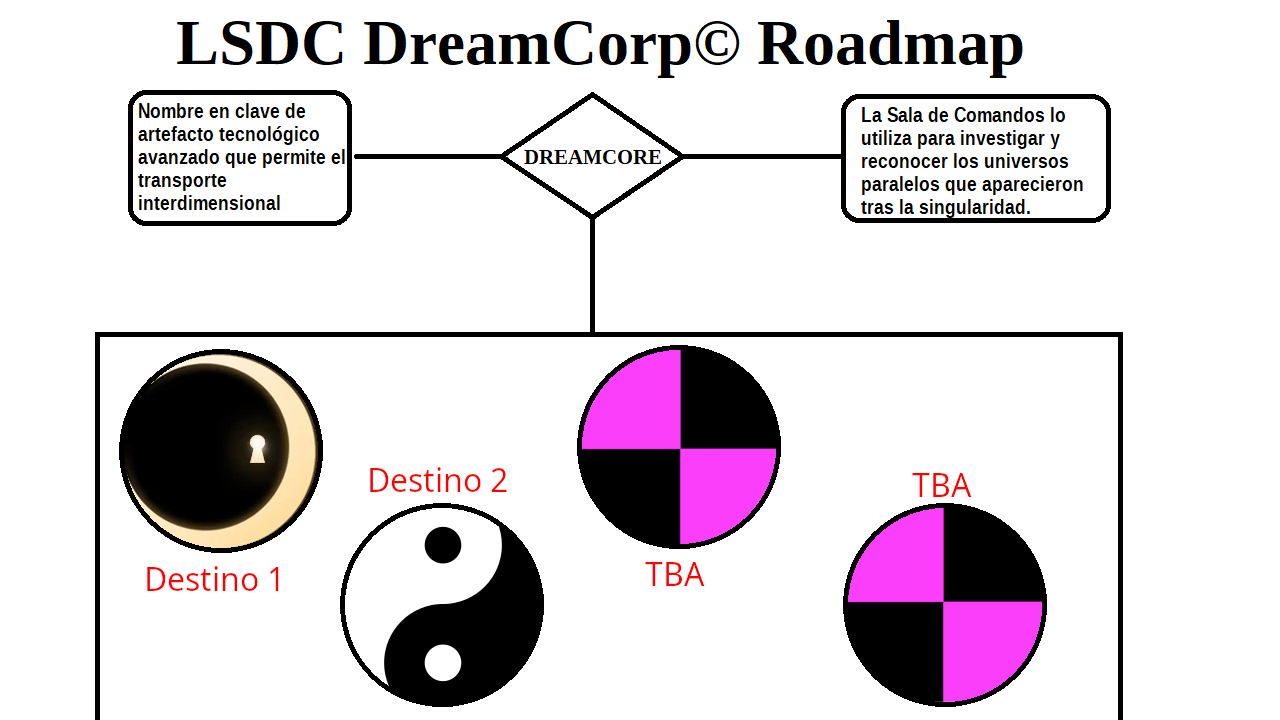 LSDC DreamCorp© Roadmap
Nombre en clave de
artefacto tecnológico
avanzado que permite el
transporte
interdimensional
DREAMCORE
La Sala de Comandos lo
utiliza para investigar y
reconocer los universos
paralelos que aparecieron
tras la singularidad.
Destino 1
Destino 2
TBA
TBA